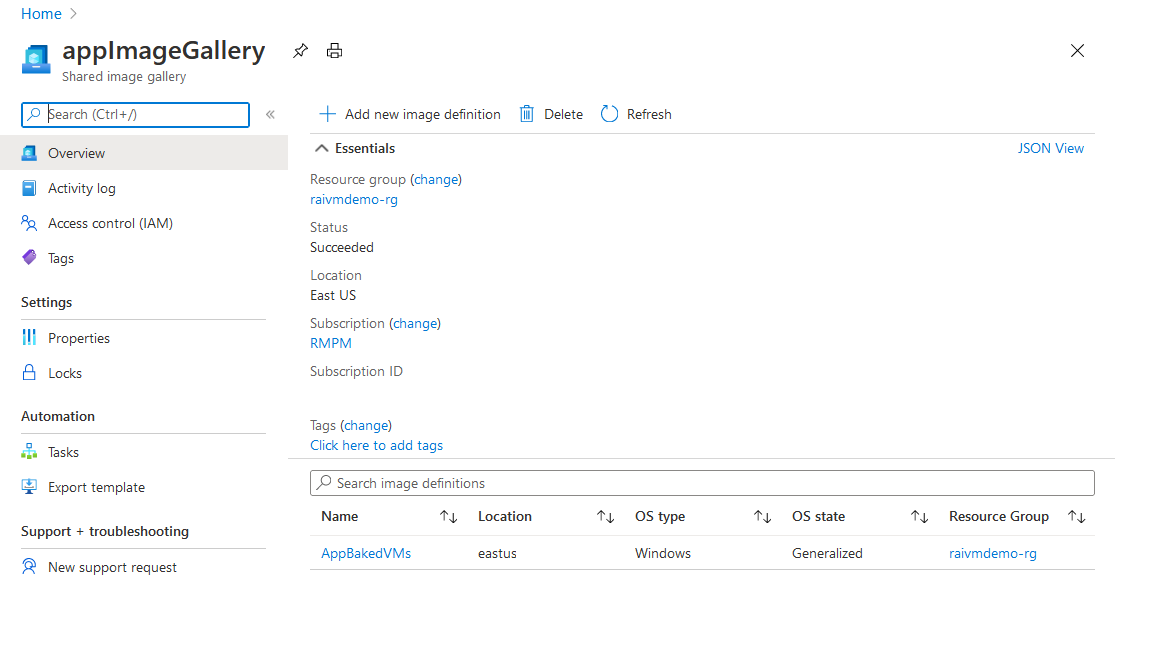 Home
appImageGallery
Shared image gallery
Search (Ctrl+/)
Overview
Activity log
Access control (IAM)
Tags
Settings
Properties
Locks
Automation
Tasks
Export template
Support + troubleshooting
New support request
Add new image definition Delete Refresh
Essentials JSON View
Resource group (change)
raivmdemo-rg
Status
Succeeded
Location
East US
Subscription (change)
RMPM
Subscription ID
Tags (change)
Click here to add tags
Search image definitions
Name Location OS type OS state Resource Group
AppBakedVMs eastus Windows Generalized raivmdemo-rg